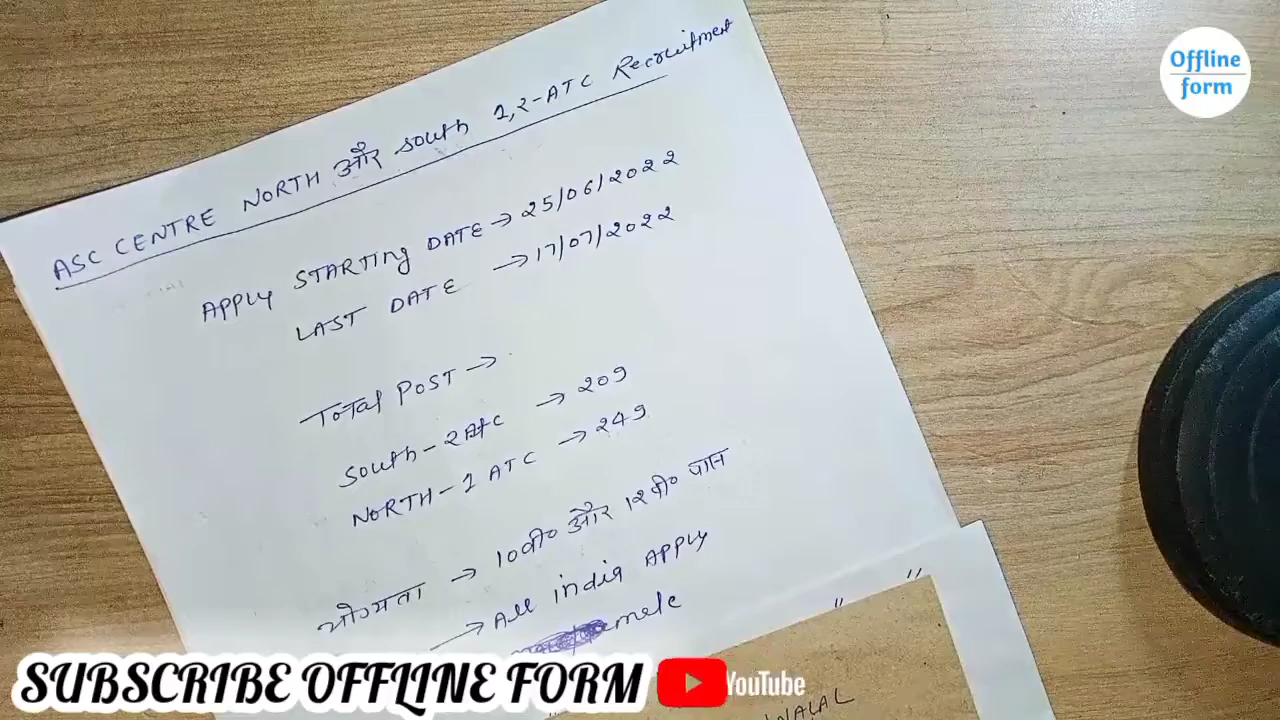 Offline
form
ASC CENTRE NORTH और South 1,2-ATC Recruitment
APPLY STARTING DATE → 25/06/2022
LAST DATE → 17/07/2022
Total POST →
South-2 Atc → 209
NORTH-1 ATC → 249
योग्यता → 10वी० और 12वी० पास
→ All india APPLY
male
SUBSCRIBE OFFLINE FORM YouTube